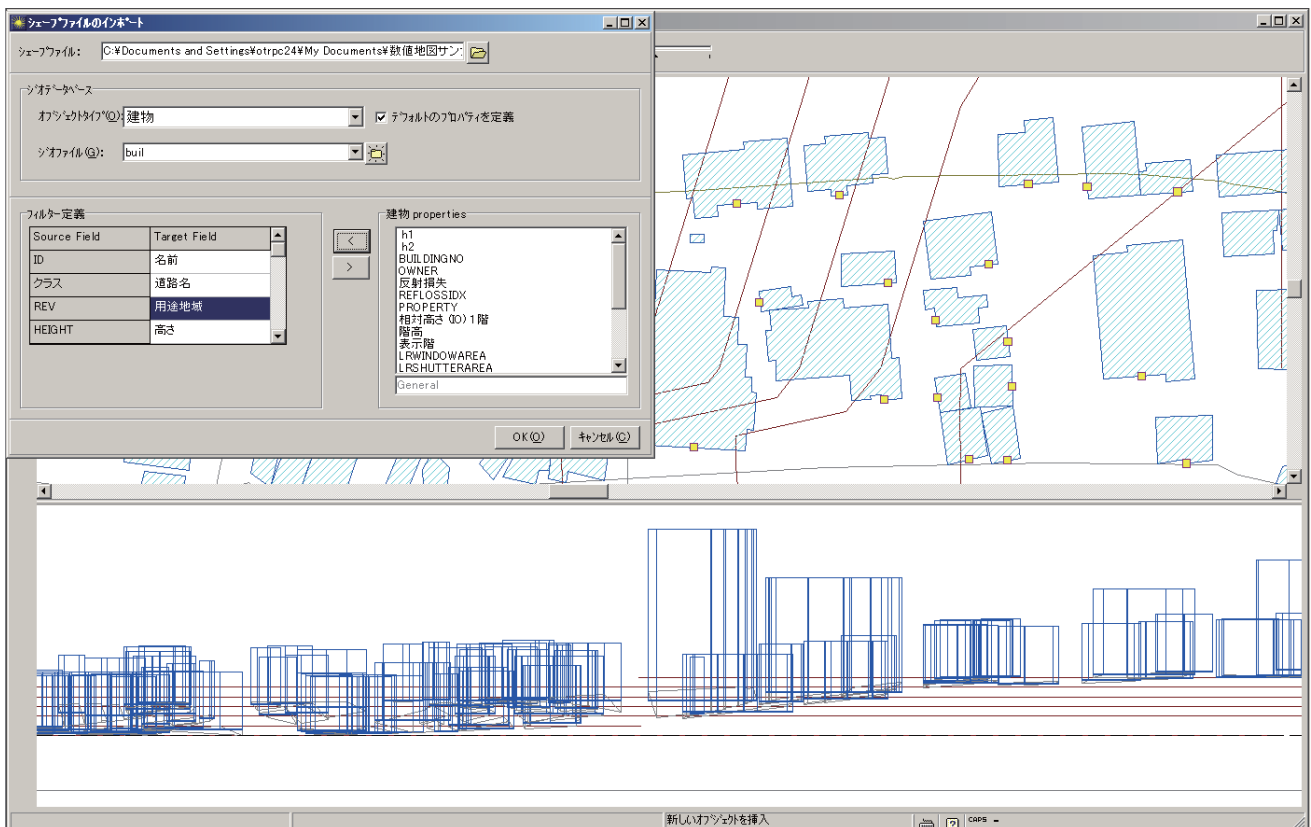 シェープファイルのインポート
シェープファイル: C:¥Documents and Settings¥otrpc24¥My Documents¥数値地図サン
ジオデータベース
オブジェクトタイプ(O): 建物
デフォルトのプロパティを定義
ジオファイル(G): buil
フィルター定義
Source Field Target Field
ID 名前
クラス 道路名
REV 用途地域
HEIGHT 高さ
<
>
建物 properties
h1
h2
BUILDINGNO
OWNER
反射損失
REFLOSSIDX
PROPERTY
相対高さ (IO) 1階
階高
表示階
LRWINDOWAREA
LRSHUTTERAREA
General
OK(O) キャンセル(C)
新しいオブジェクトを挿入
CAPS